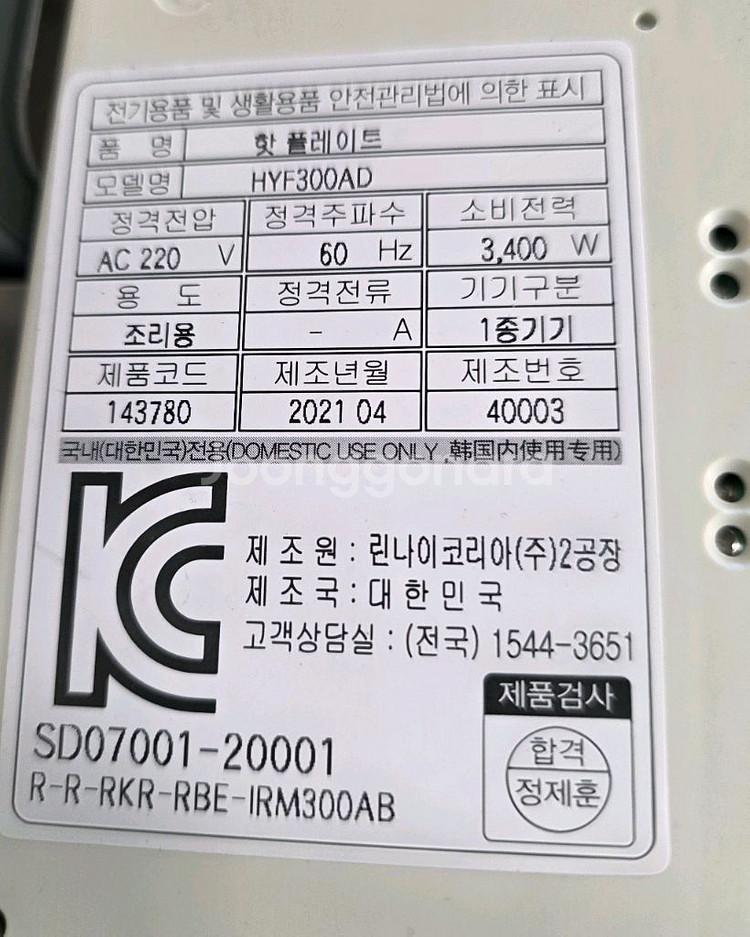 전기용품 및 생활용품 안전관리법에 의한 표시
품 명 핫 플레이트
모델명 HYF300AD
정격전압 정격주파수 소비전력
AC 220 V 60 Hz 3,400 W
용 도 정격전류 기기구분
조리용 - A 1종기기
제품코드 제조년월 제조번호
143780 2021 04 40003
국내(대한민국)전용(DOMESTIC USE ONLY, 韩国内使用专用)
joonggonara
KC
제 조 원 : 린나이코리아(주)2공장
제 조 국 : 대 한 민 국
고객상담실 : (전국) 1544-3651
제품검사
합격
정제훈
SD07001-20001
R-R-RKR-RBE-IRM300AB